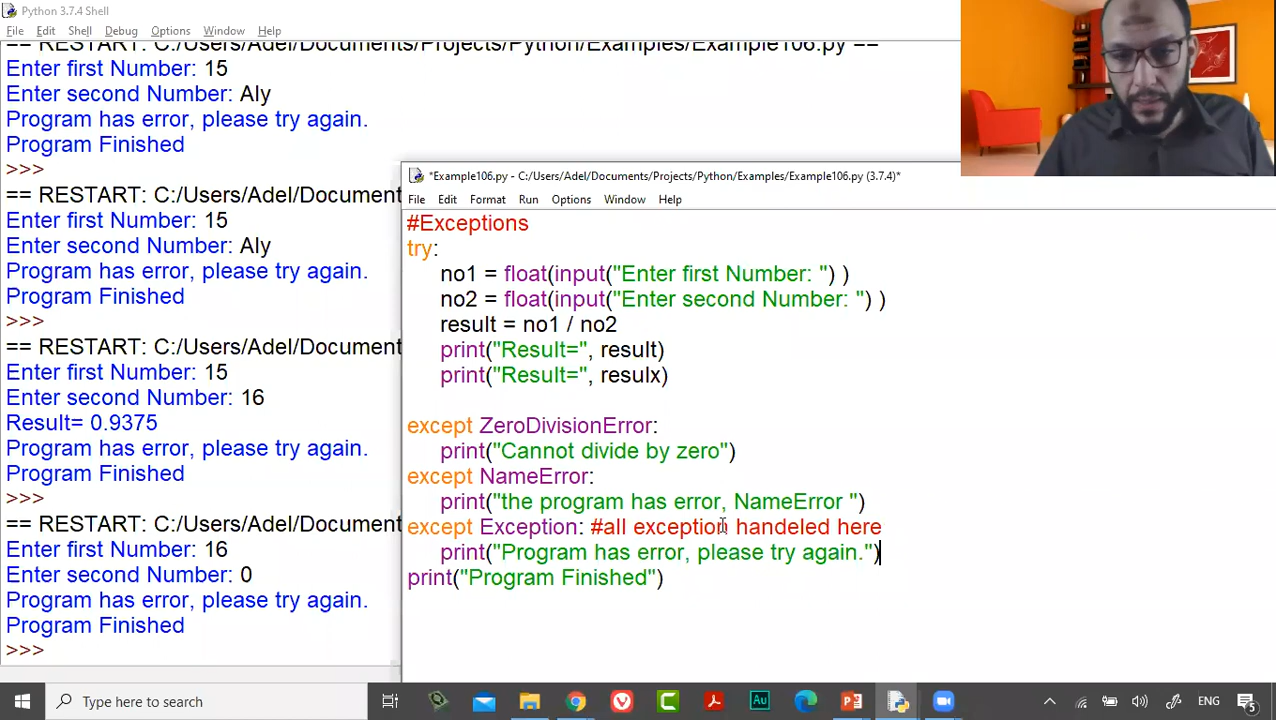 Python 3.7.4 Shell
File Edit Shell Debug Options Window Help
== RESTART: C:/Users/Adel/Documents/Projects/Python/Examples/Example106.py ==
Enter first Number: 15
Enter second Number: Aly
Program has error, please try again.
Program Finished
>>>
== RESTART: C:/Users/Adel/Document
Enter first Number: 15
Enter second Number: Aly
Program has error, please try again.
Program Finished
>>>
== RESTART: C:/Users/Adel/Document
Enter first Number: 15
Enter second Number: 16
Result= 0.9375
Program has error, please try again.
Program Finished
>>>
== RESTART: C:/Users/Adel/Document
Enter first Number: 16
Enter second Number: 0
Program has error, please try again.
Program Finished
>>>
*Example106.py - C:/Users/Adel/Documents/Projects/Python/Examples/Example106.py (3.7.4)*
File Edit Format Run Options Window Help
#Exceptions
try:
no1 = float(input("Enter first Number: ") )
no2 = float(input("Enter second Number: ") )
result = no1 / no2
print("Result=", result)
print("Result=", resulx)
except ZeroDivisionError:
print("Cannot divide by zero")
except NameError:
print("the program has error, NameError ")
except Exception: #all exception handeled here
print("Program has error, please try again.")
print("Program Finished")
Type here to search
Au
ENG
5